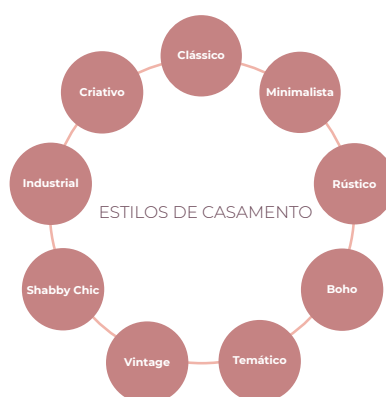 Clássico
Minimalista
Rústico
Boho
Temático
Vintage
Shabby Chic
Industrial
Criativo
ESTILOS DE CASAMENTO